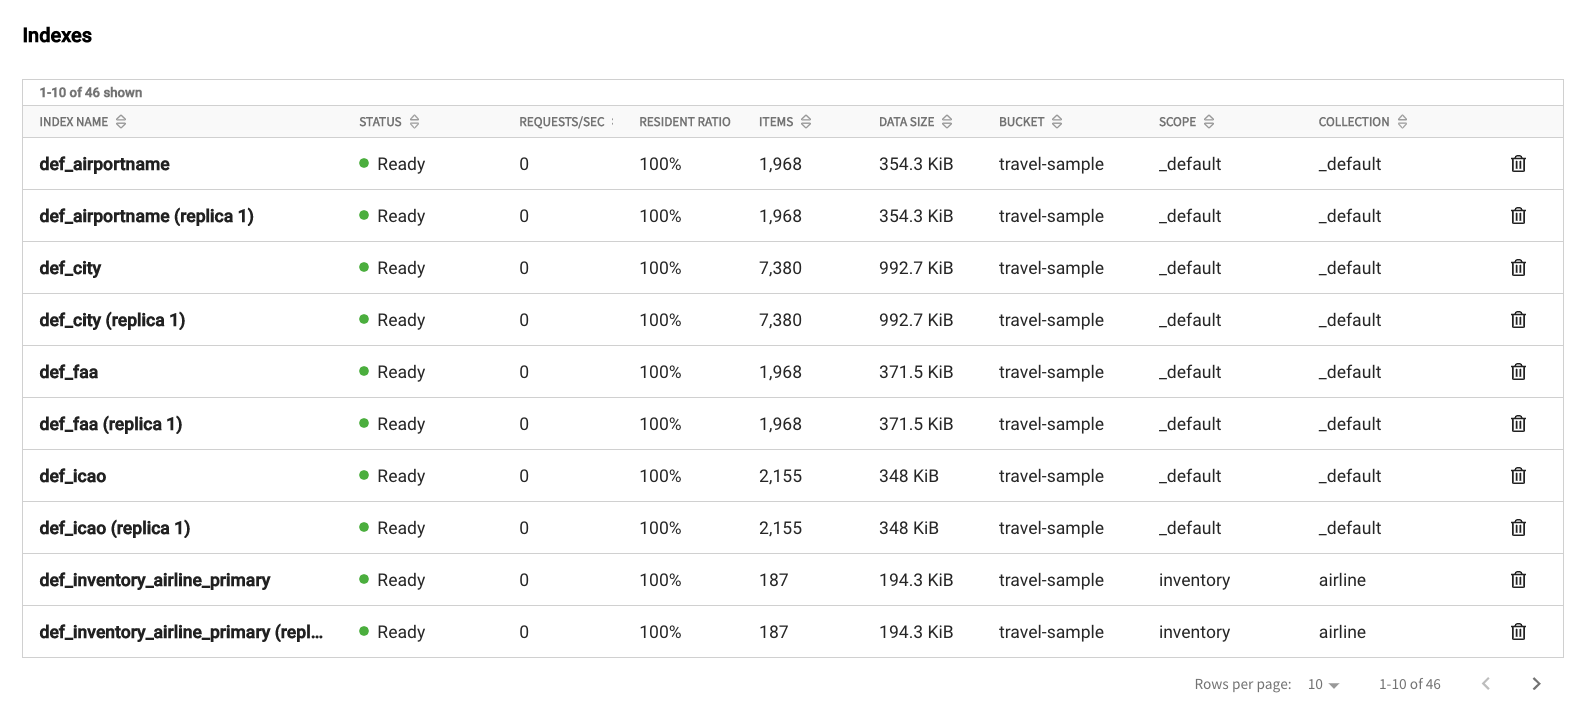 Indexes
1-10 of 46 shown
INDEX NAME STATUS REQUESTS/SEC RESIDENT RATIO ITEMS DATA SIZE BUCKET SCOPE COLLECTION
def_airportname Ready 0 100% 1,968 354.3 KiB travel-sample _default _default
def_airportname (replica 1) Ready 0 100% 1,968 354.3 KiB travel-sample _default _default
def_city Ready 0 100% 7,380 992.7 KiB travel-sample _default _default
def_city (replica 1) Ready 0 100% 7,380 992.7 KiB travel-sample _default _default
def_faa Ready 0 100% 1,968 371.5 KiB travel-sample _default _default
def_faa (replica 1) Ready 0 100% 1,968 371.5 KiB travel-sample _default _default
def_icao Ready 0 100% 2,155 348 KiB travel-sample _default _default
def_icao (replica 1) Ready 0 100% 2,155 348 KiB travel-sample _default _default
def_inventory_airline_primary Ready 0 100% 187 194.3 KiB travel-sample inventory airline
def_inventory_airline_primary (repl... Ready 0 100% 187 194.3 KiB travel-sample inventory airline
Rows per page: 10 1-10 of 46